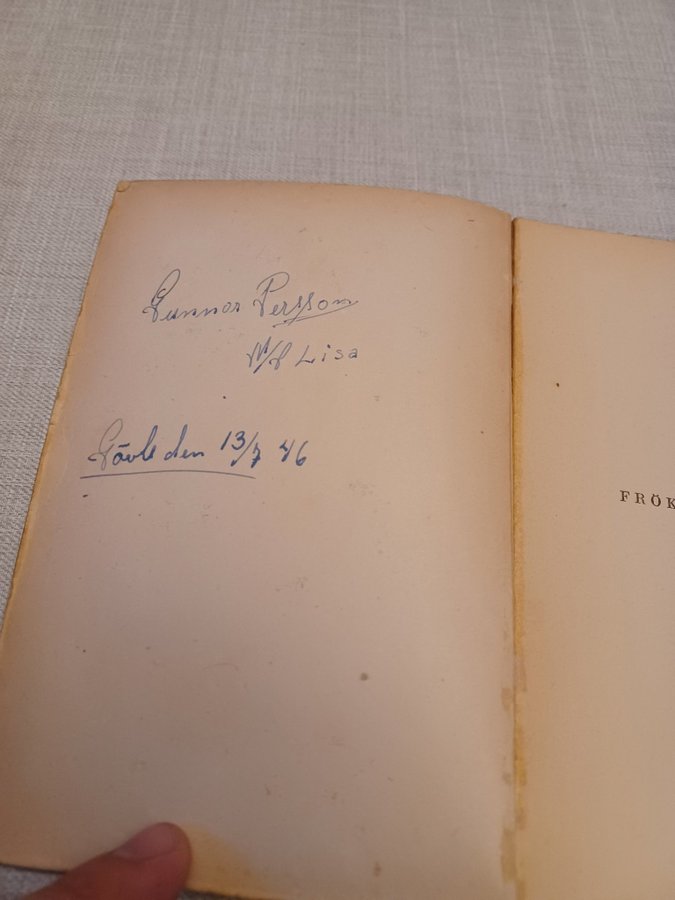 Gunnar Persson
M/S Lisa
Gävle den 13/7 46
FRÖK